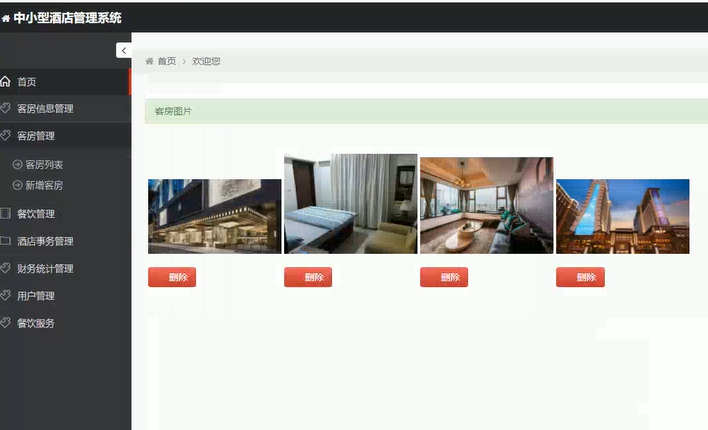 中小型酒店管理系统
首页 > 欢迎您
首页
客房信息管理
客房管理
客房列表
新增客房
餐饮管理
酒店事务管理
财务统计管理
用户管理
餐饮服务
客房图片
删除 删除 删除 删除